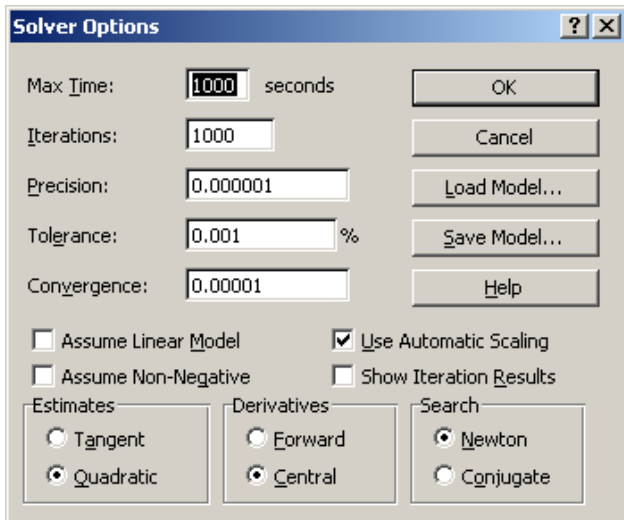 Solver Options
Max Time: 1000 seconds OK
Iterations: 1000 Cancel
Precision: 0.000001 Load Model...
Tolerance: 0.001 % Save Model...
Convergence: 0.00001 Help
Assume Linear Model Use Automatic Scaling
Assume Non-Negative Show Iteration Results
Estimates Derivatives Search
Tangent Forward Newton
Quadratic Central Conjugate